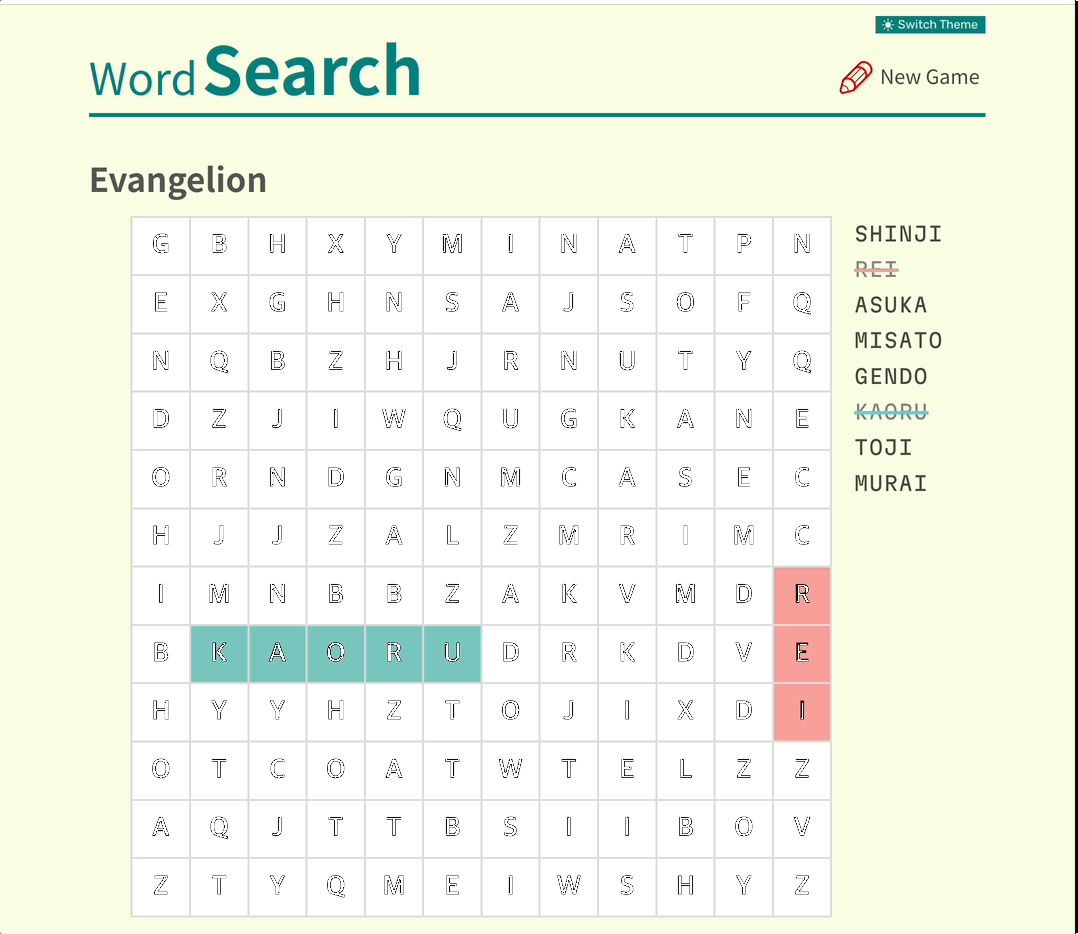 Switch Theme
Word Search
New Game
Evangelion
G B H X Y M I N A T P N
E X G H N S A J S O F Q
N Q B Z H J R N U T Y Q
D Z J I W Q U G K A N E
O R N D G N M C A S E C
H J J Z A L Z M R I M C
I M N B B Z A K V M D R
B K A O R U D R K D V E
H Y Y H Z T O J I X D I
O T C O A T W T E L Z Z
A Q J T T B S I I B O V
Z T Y Q M E I W S H Y Z
SHINJI
REI
ASUKA
MISATO
GENDO
KAORU
TOJI
MURAI